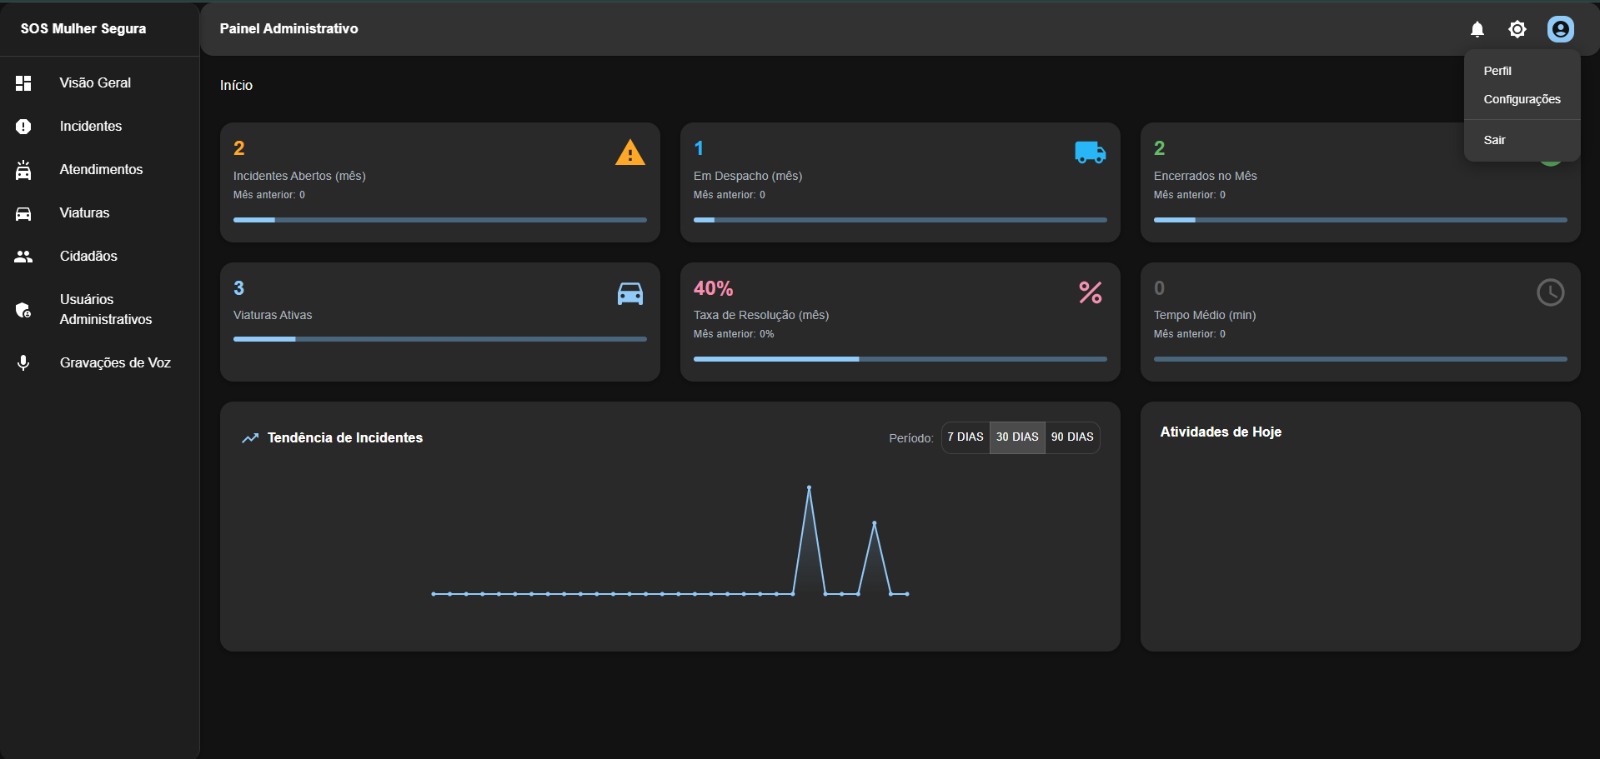 SOS Mulher Segura
Painel Administrativo
Visão Geral
Incidentes
Atendimentos
Viaturas
Cidadãos
Usuários
Administrativos
Gravações de Voz
Perfil
Configurações
Sair
Início
2
Incidentes Abertos (mês)
Mês anterior: 0
1
Em Despacho (mês)
Mês anterior: 0
2
Encerrados no Mês
Mês anterior: 0
3
Viaturas Ativas
40%
Taxa de Resolução (mês)
Mês anterior: 0%
0
Tempo Médio (min)
Mês anterior: 0
Tendência de Incidentes
Período: 7 DIAS 30 DIAS 90 DIAS
Atividades de Hoje